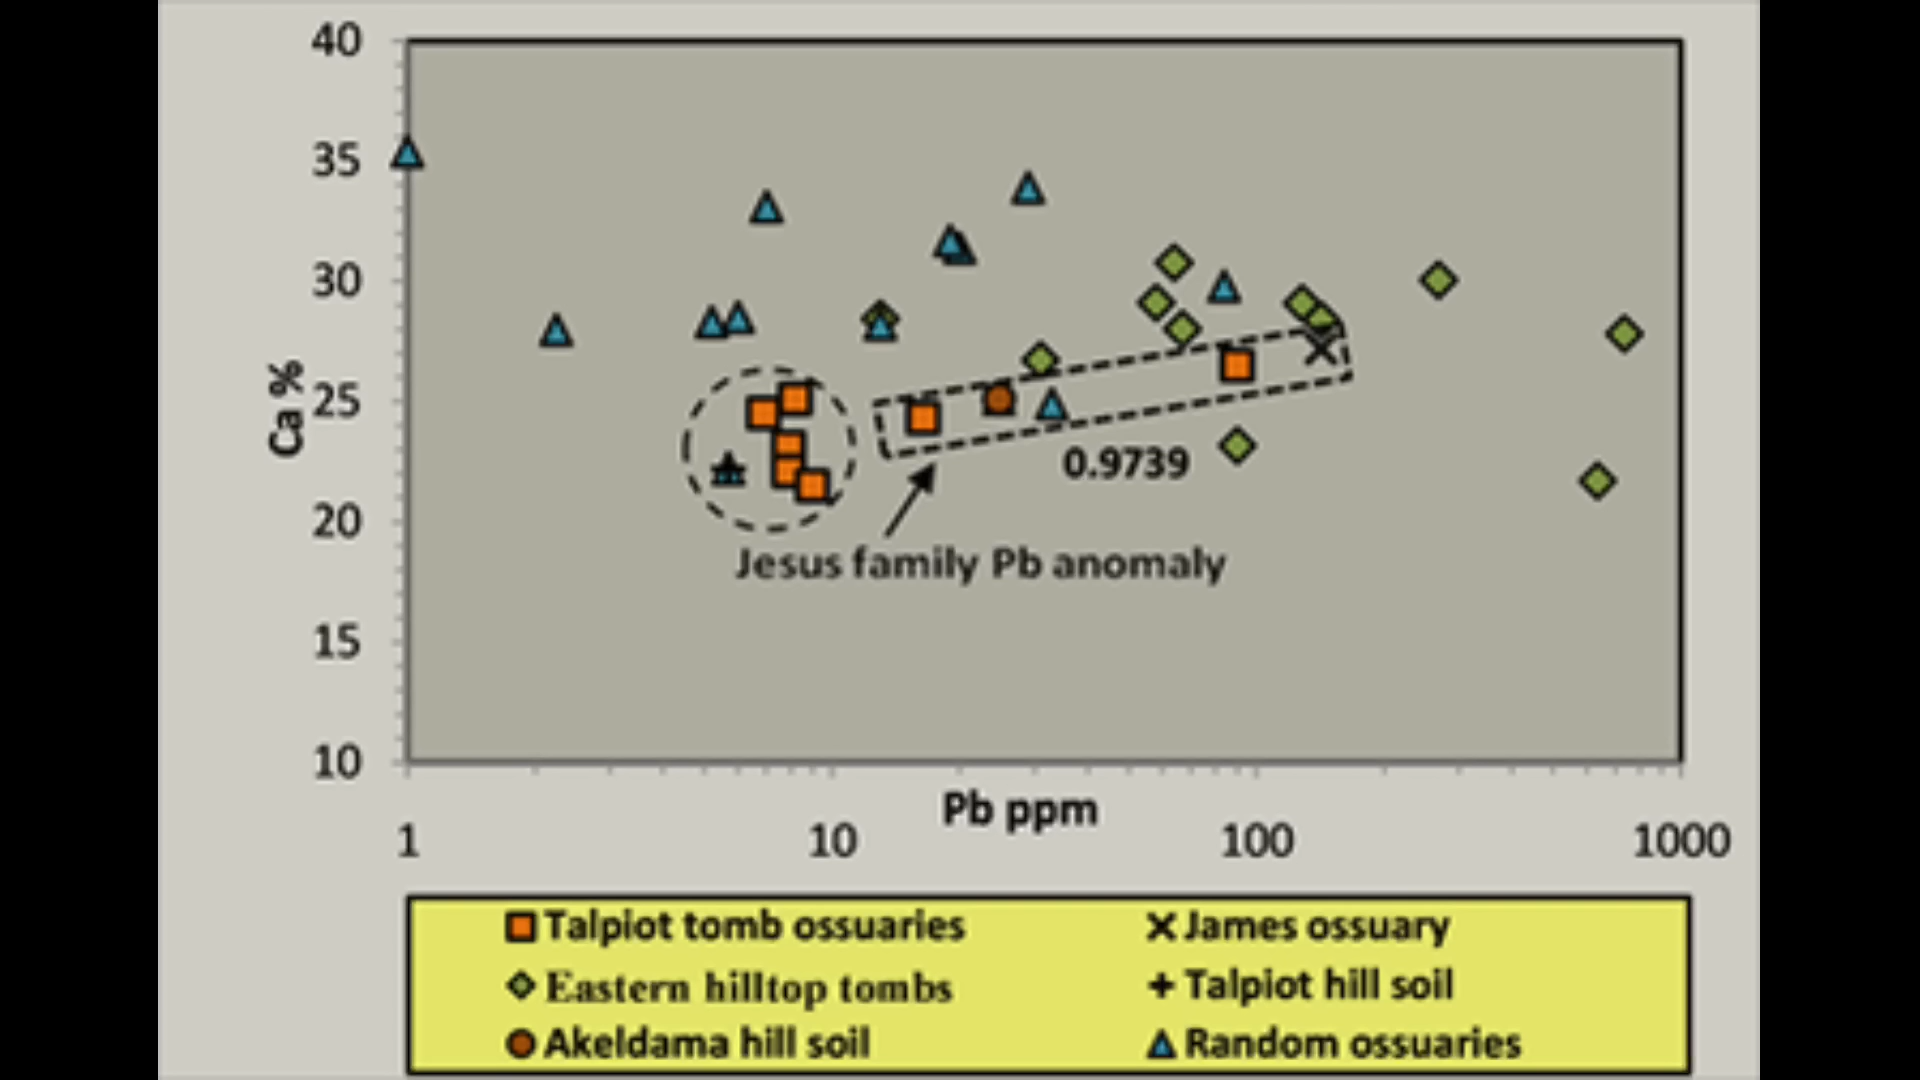 40
35
30
25
20
15
10
Ca %
0.9739
Jesus family Pb anomaly
Pb ppm
1 10 100 1000
Talpiot tomb ossuaries
James ossuary
Eastern hilltop tombs
Talpiot hill soil
Akeldama hill soil
Random ossuaries